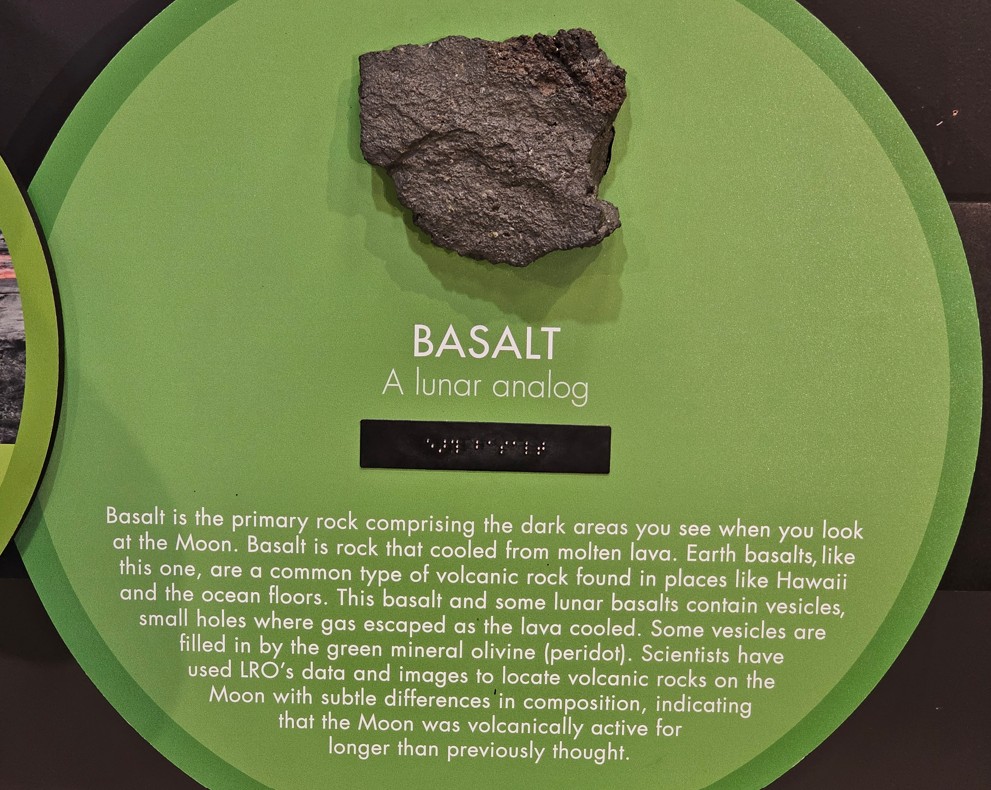 BASALT
A lunar analog
Basalt is the primary rock comprising the dark areas you see when you look
at the Moon. Basalt is rock that cooled from molten lava. Earth basalts, like
this one, are a common type of volcanic rock found in places like Hawaii
and the ocean floors. This basalt and some lunar basalts contain vesicles,
small holes where gas escaped as the lava cooled. Some vesicles are
filled in by the green mineral olivine (peridot). Scientists have
used LRO's data and images to locate volcanic rocks on the
Moon with subtle differences in composition, indicating
that the Moon was volcanically active for
longer than previously thought.